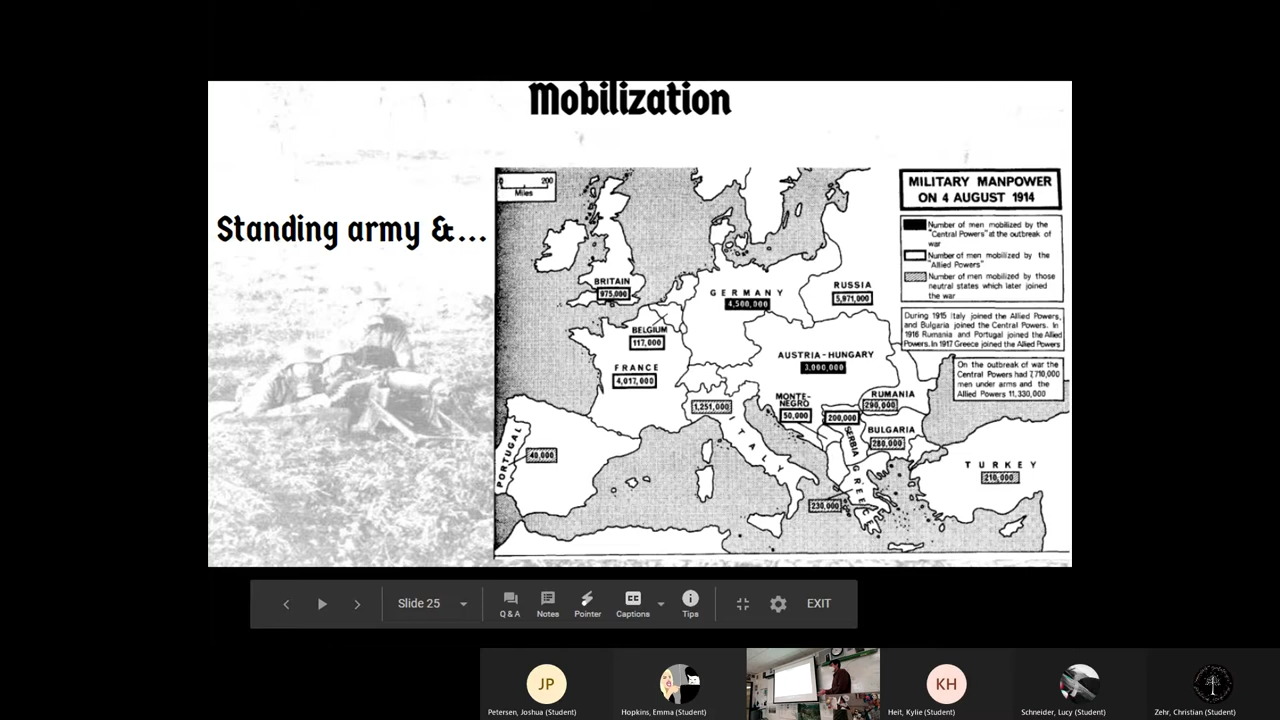 Mobilization
Standing army &...
0 200
Miles
MILITARY MANPOWER
ON 4 AUGUST 1914
Number of men mobilized by the
"Central Powers" at the outbreak of
war
Number of men mobilized by the
"Allied Powers"
Number of men mobilized by those
neutral states which later joined
the war
During 1915 Italy joined the Allied Powers,
and Bulgaria joined the Central Powers. In
1916 Rumania and Portugal joined the Allied
Powers. In 1917 Greece joined the Allied Powers
On the outbreak of war the
Central Powers had 7,710,000
men under arms and the
Allied Powers 11,330,000
BRITAIN
975,000
GERMANY
4,500,000
RUSSIA
5,971,000
BELGIUM
117,000
FRANCE
4,017,000
AUSTRIA-HUNGARY
3,000,000
MONTE-
NEGRO
50,000
200,000
SERBIA
RUMANIA
290,000
BULGARIA
280,000
1,251,000
ITALY
PORTUGAL
40,000
GREECE
230,000
TURKEY
210,000
Slide 25
Q & A
Notes
Pointer
Captions
Tips
EXIT
JP
KH
Petersen, Joshua (Student)
Hopkins, Emma (Student)
Heit, Kylie (Student)
Schneider, Lucy (Student)
Zehr, Christian (Student)